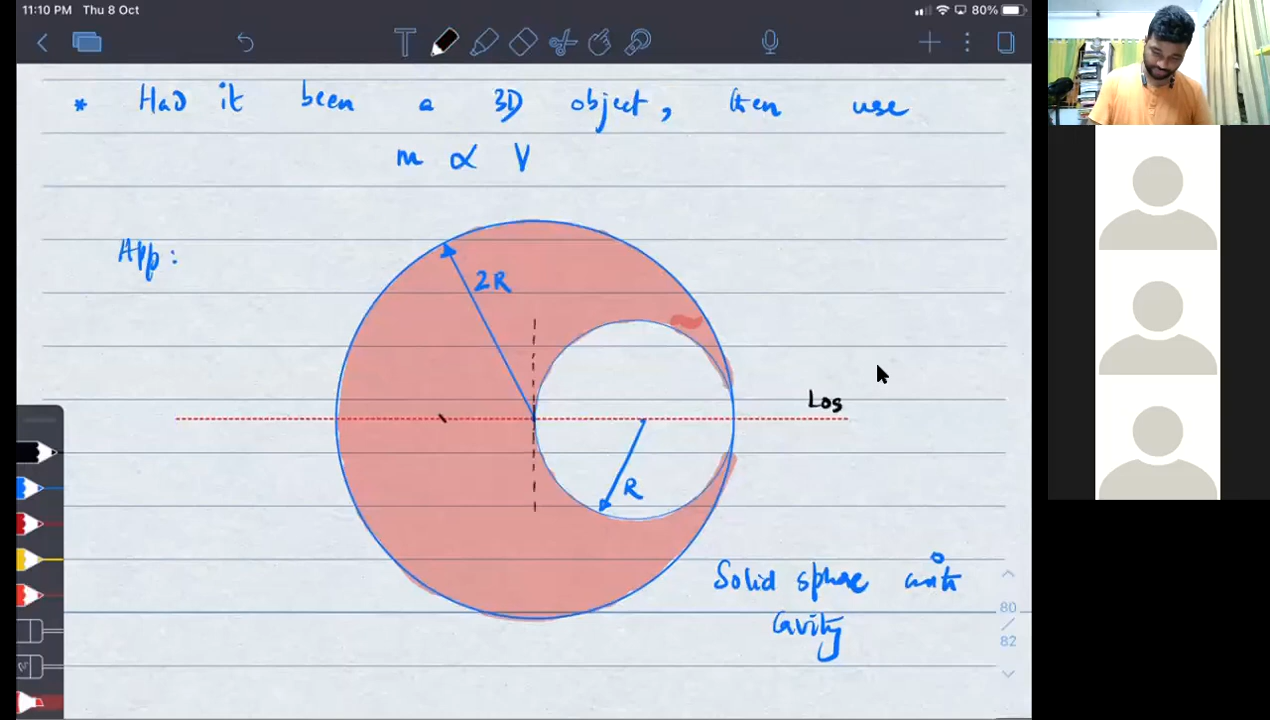 11:10 PM Thu 8 Oct 80%
* Had it been a 3D object, then use
m ∝ V
App:
2R
Los
R
Solid sphere with
cavity
80
/
82